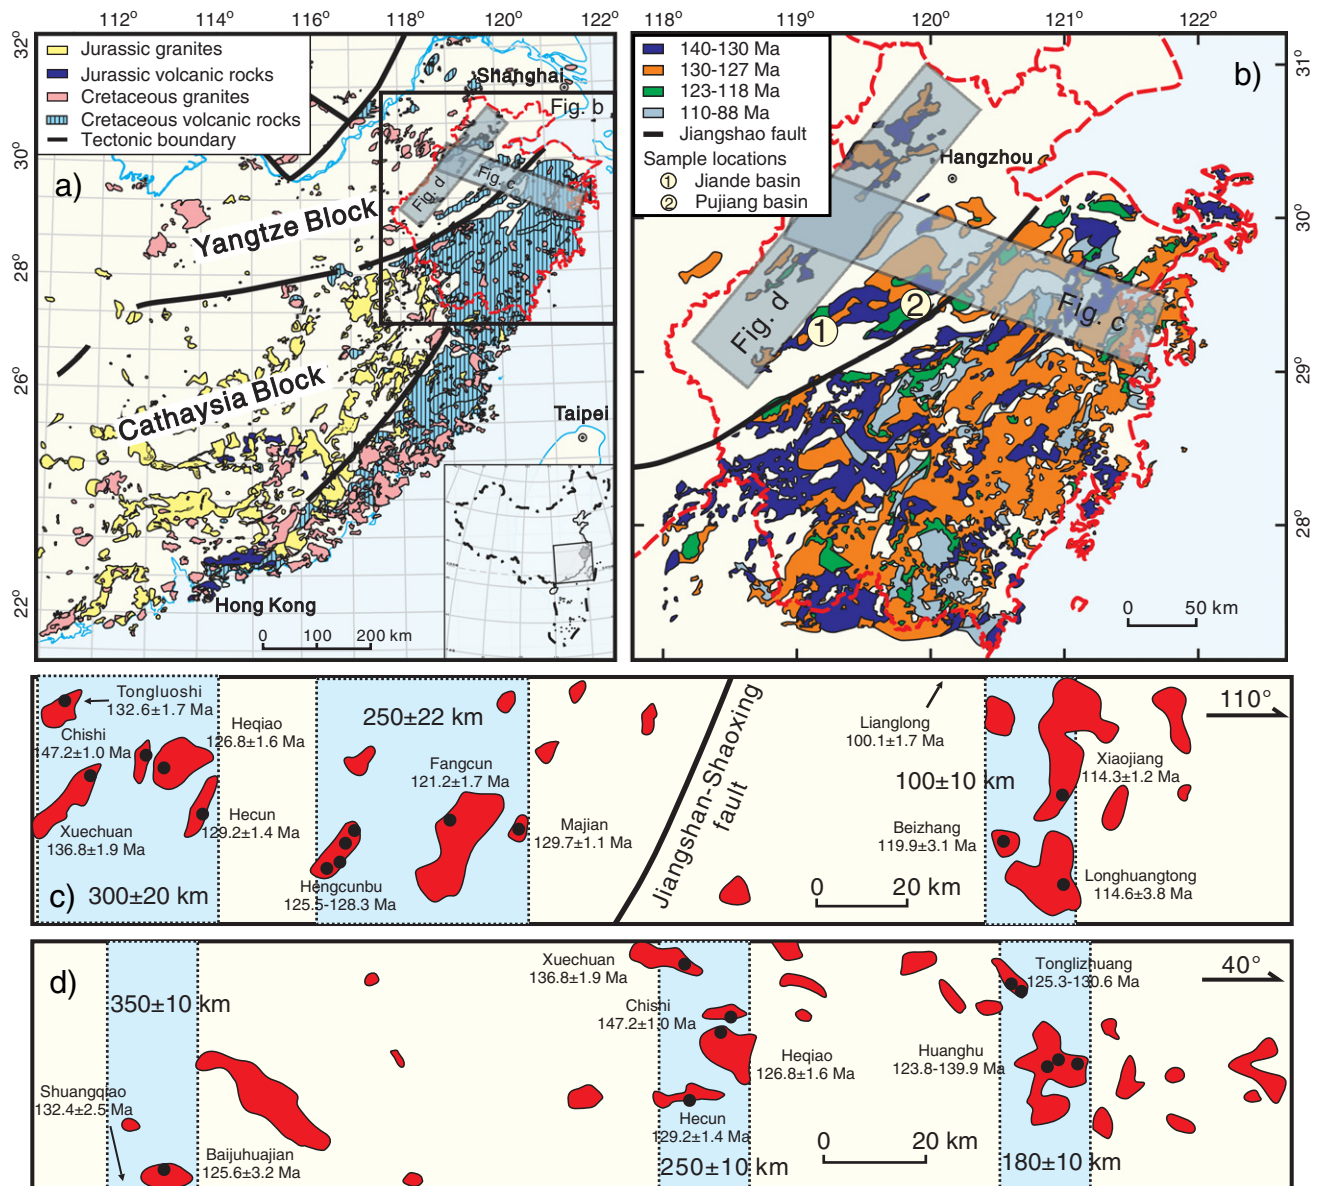 112° 114° 116° 118° 120° 122°
32°
30°
28°
26°
22°
Jurassic granites
Jurassic volcanic rocks
Cretaceous granites
Cretaceous volcanic rocks
Tectonic boundary
Shanghai
Fig. b
a)
Fig. c
Fig. d
Yangtze Block
Cathaysia Block
Taipei
Hong Kong
0 100 200 km
118° 119° 120° 121° 122°
31°
30°
29°
28°
140-130 Ma
130-127 Ma
123-118 Ma
110-88 Ma
Jiangshao fault
Sample locations
1 Jiande basin
2 Pujiang basin
b)
Hangzhou
Fig. d
Fig. c
1
2
0 50 km
Tongluoshi
132.6±1.7 Ma
Chishi
147.2±1.0 Ma
Heqiao
126.8±1.6 Ma
Xuechuan
136.8±1.9 Ma
Hecun
129.2±1.4 Ma
c)
300±20 km
250±22 km
Fangcun
121.2±1.7 Ma
Hengcunbu
125.5-128.3 Ma
Majian
129.7±1.1 Ma
Jiangshan-Shaoxing
fault
Lianglong
100.1±1.7 Ma
100±10 km
Beizhang
119.9±3.1 Ma
0 20 km
110°
Xiaojiang
114.3±1.2 Ma
Longhuangtong
114.6±3.8 Ma
d)
350±10 km
Shuangqiao
132.4±2.5 Ma
Baijuhuajian
125.6±3.2 Ma
Xuechuan
136.8±1.9 Ma
Chishi
147.2±1.0 Ma
Heqiao
126.8±1.6 Ma
Hecun
129.2±1.4 Ma
250±10 km
0 20 km
Huanghu
123.8-139.9 Ma
Tonglizhuang
125.3-130.6 Ma
180±10 km
40°